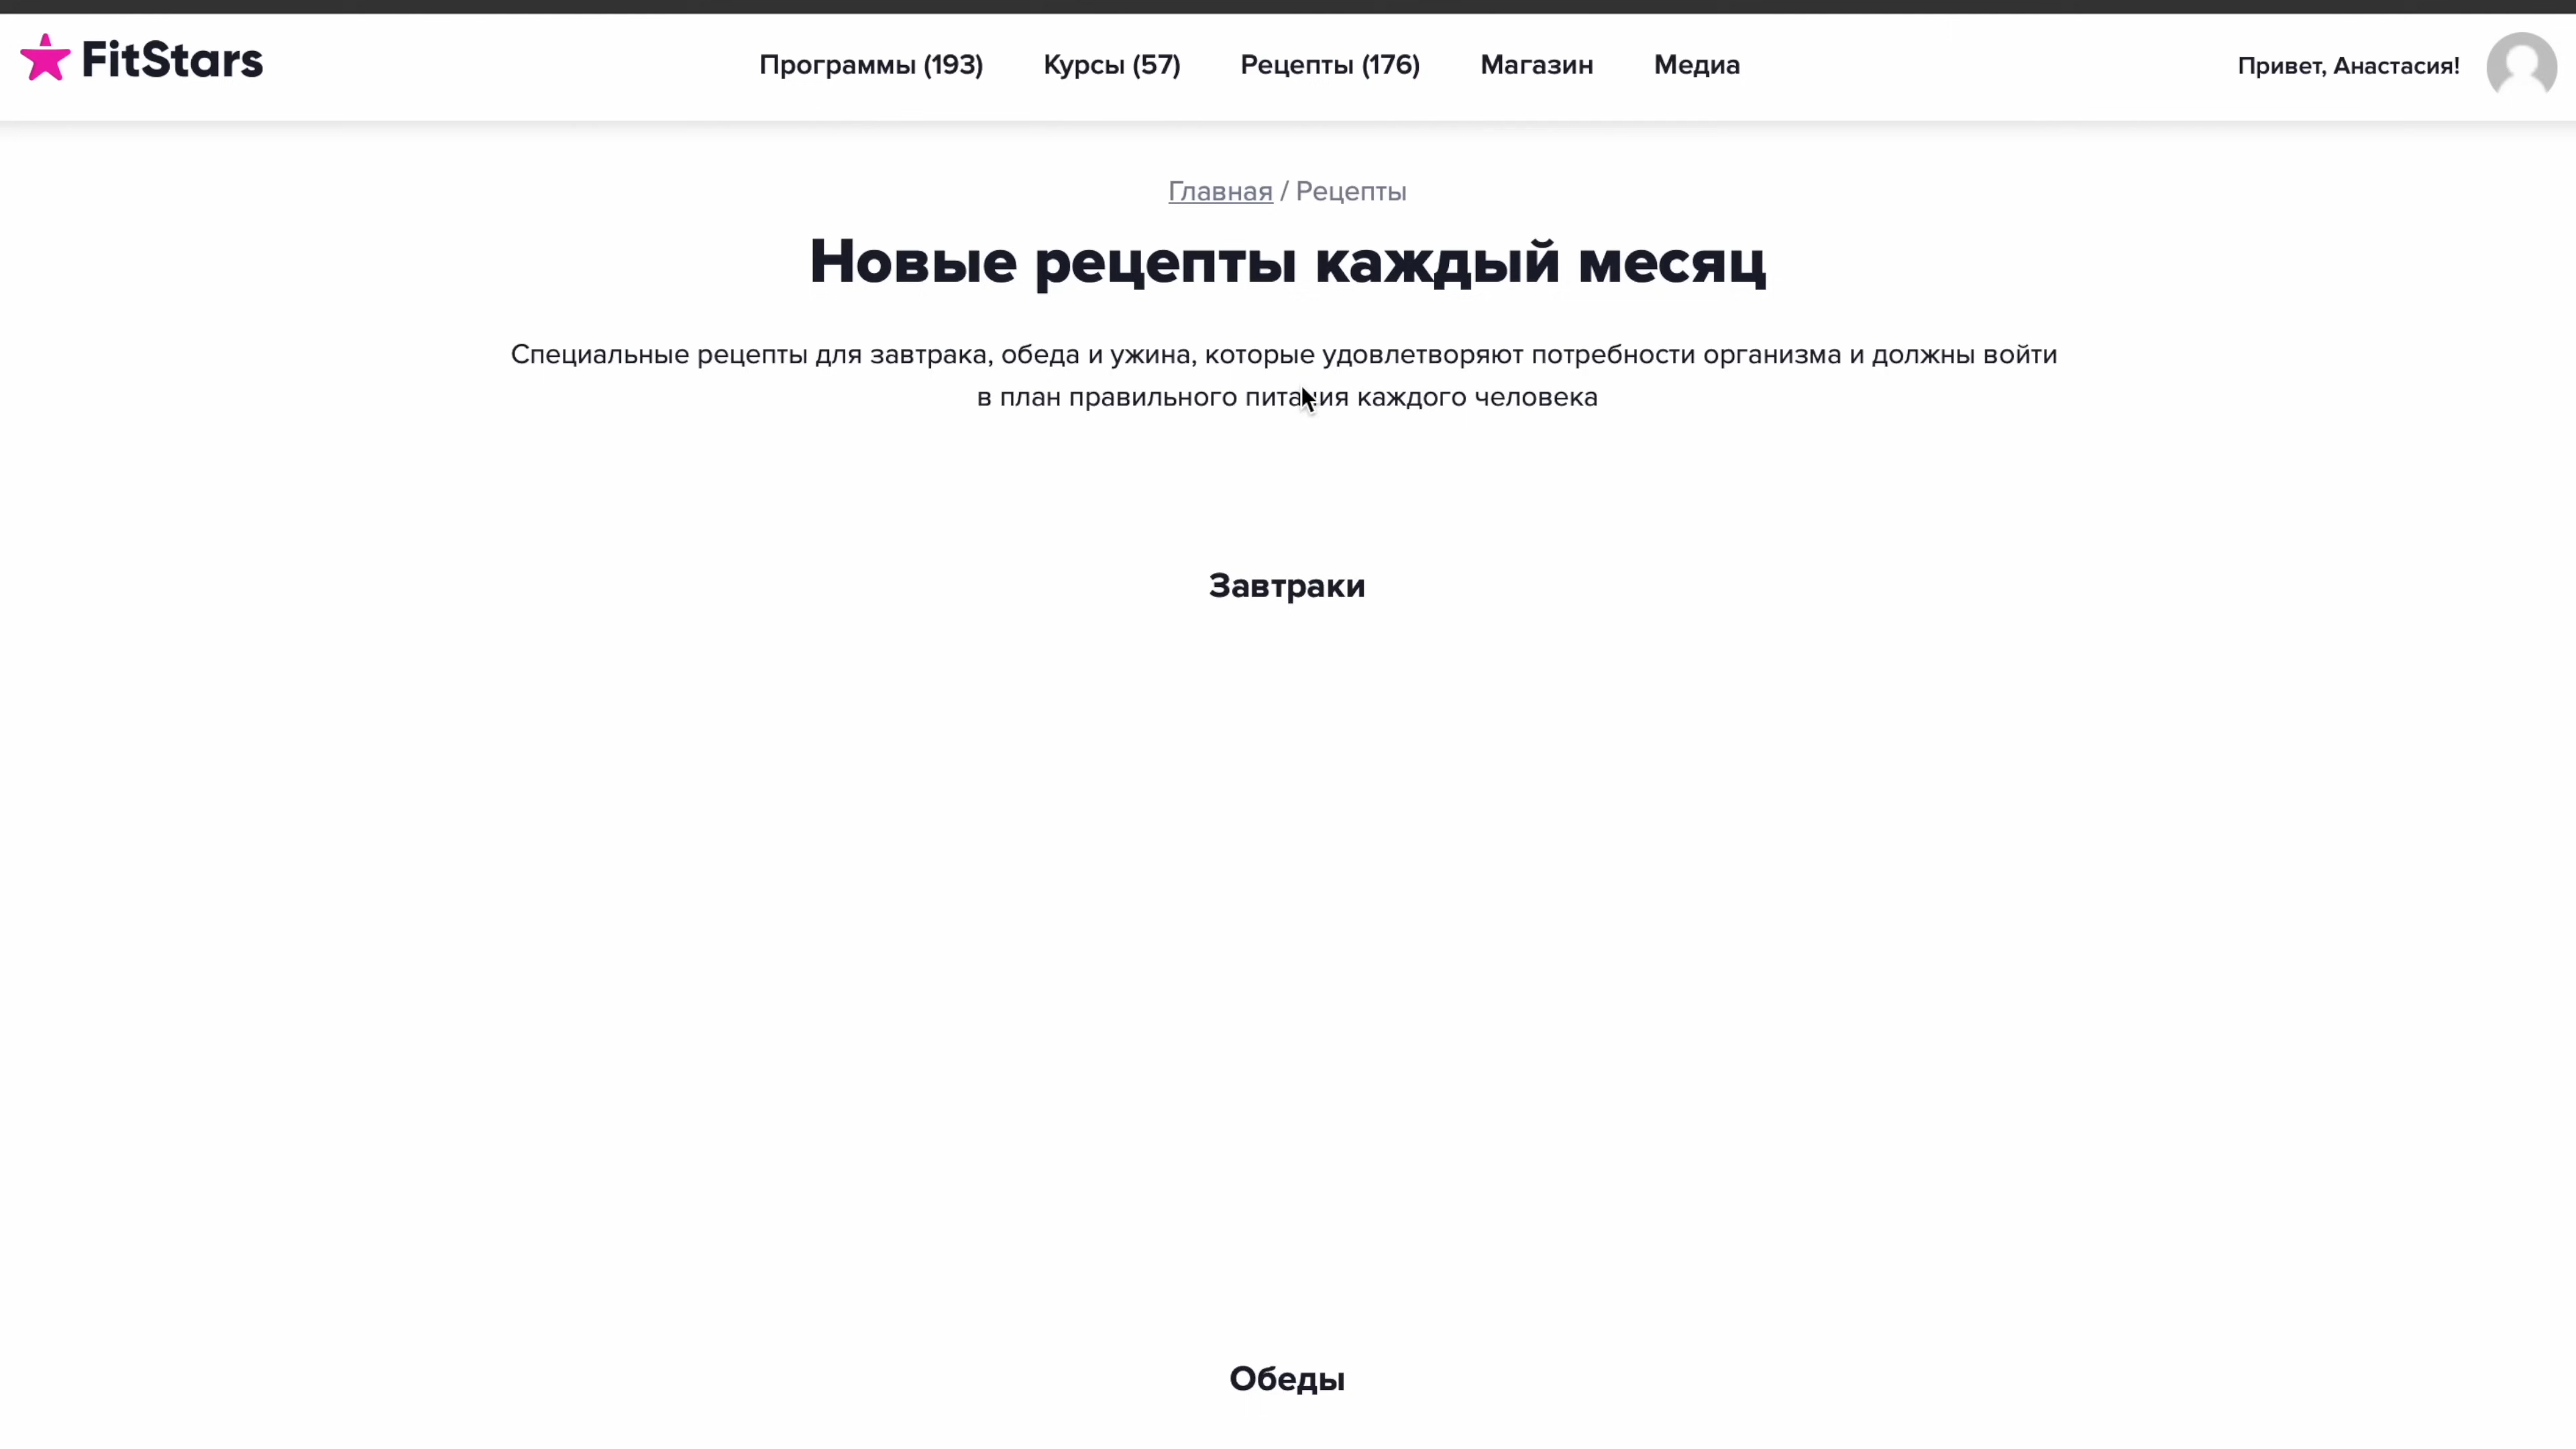 FitStars
Программы (193)
Курсы (57)
Рецепты (176)
Магазин
Медиа
Привет, Анастасия!
Главная / Рецепты
Новые рецепты каждый месяц
Специальные рецепты для завтрака, обеда и ужина, которые удовлетворяют потребности организма и должны войти
в план правильного питания каждого человека
Завтраки
Обеды